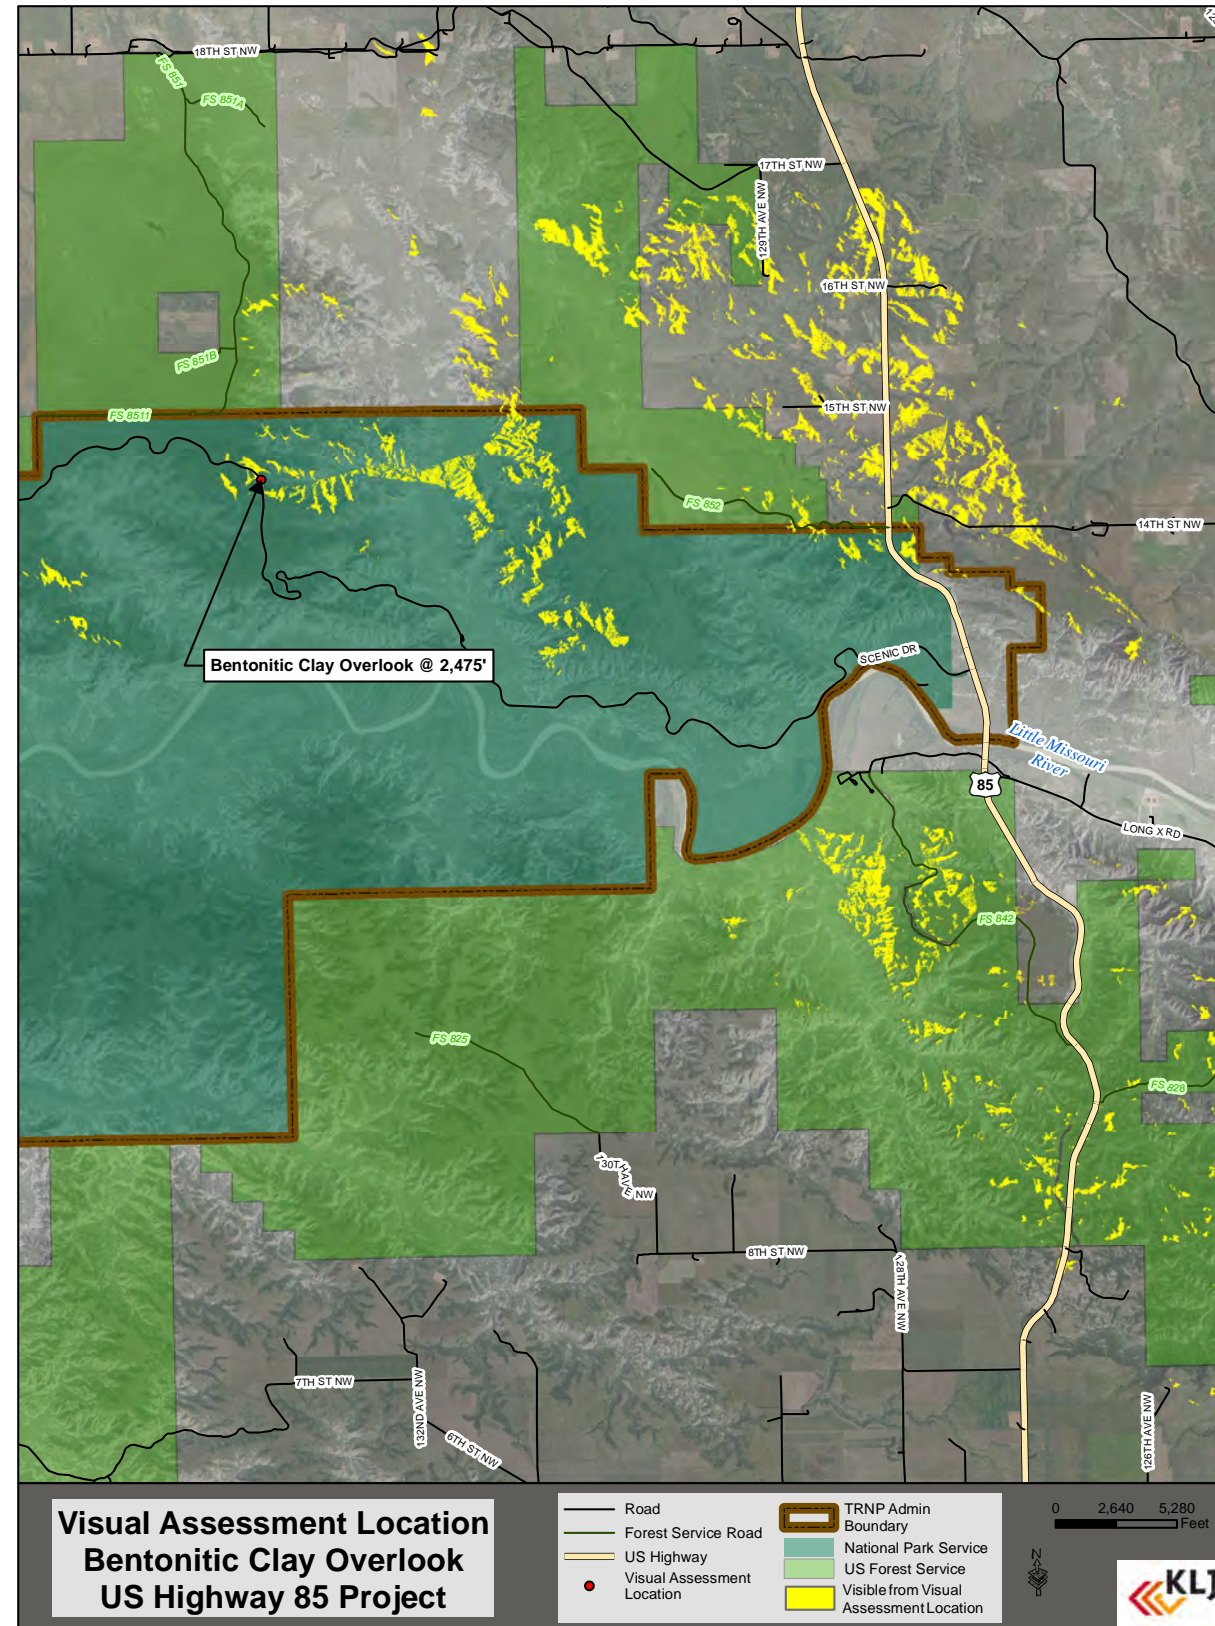 18TH ST NW
FS 851
FS 851A
17TH ST NW
129TH AVE NW
16TH ST NW
FS 851B
15TH ST NW
FS 8511
FS 852
14TH ST NW
Bentonitic Clay Overlook @ 2,475'
SCENIC DR
Little Missouri
River
85
LONG X RD
FS 842
FS 825
FS 828
130TH AVE NW
8TH ST NW
128TH AVE NW
7TH ST NW
132ND AVE NW
6TH ST NW
126TH AVE NW
Visual Assessment Location
Bentonitic Clay Overlook
US Highway 85 Project
Road
Forest Service Road
US Highway
Visual Assessment
Location
TRNP Admin
Boundary
National Park Service
US Forest Service
Visible from Visual
Assessment Location
0 2,640 5,280
Feet
N
KLJ